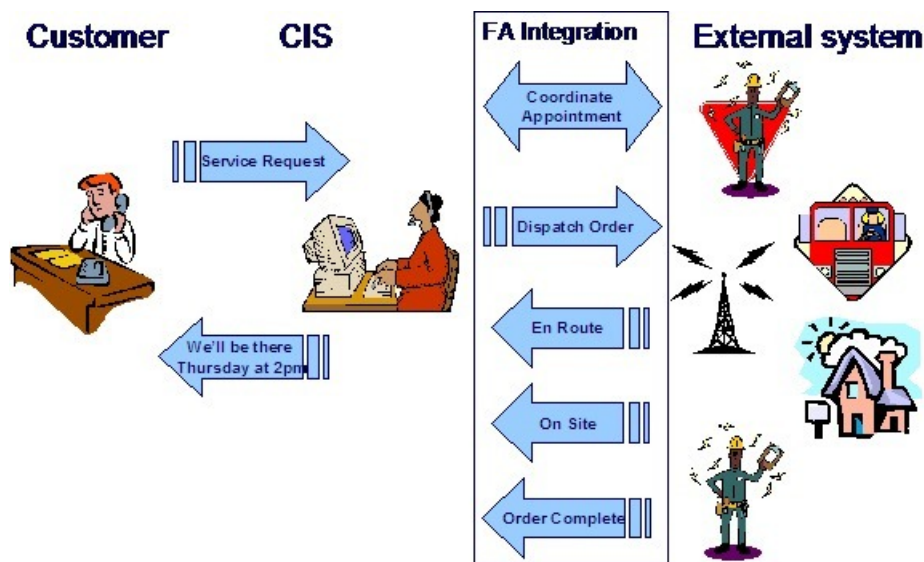 Customer
CIS
FA Integration
External system
Coordinate
Appointment
Service Request
Dispatch Order
En Route
We'll be there
Thursday at 2pm
On Site
Order Complete